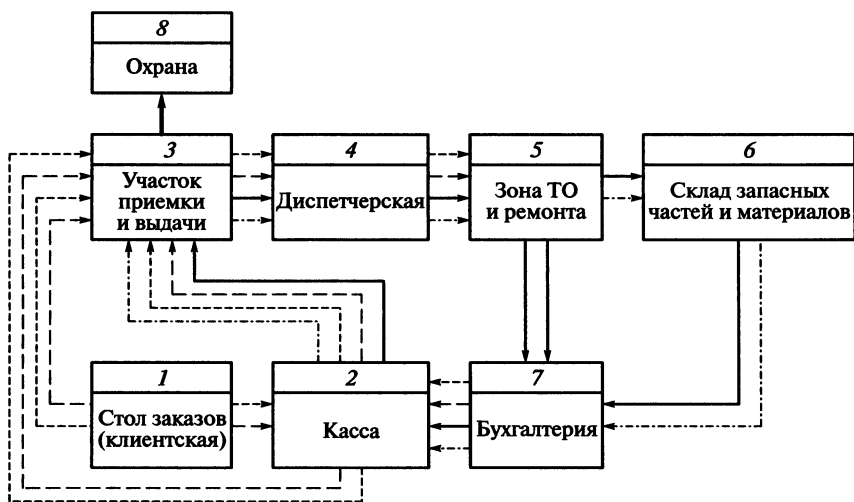 8
Охрана
3
Участок
приемки
и выдачи
4
Диспетчерская
5
Зона ТО
и ремонта
6
Склад запасных
частей и материалов
1
Стол заказов
(клиентская)
2
Касса
7
Бухгалтерия